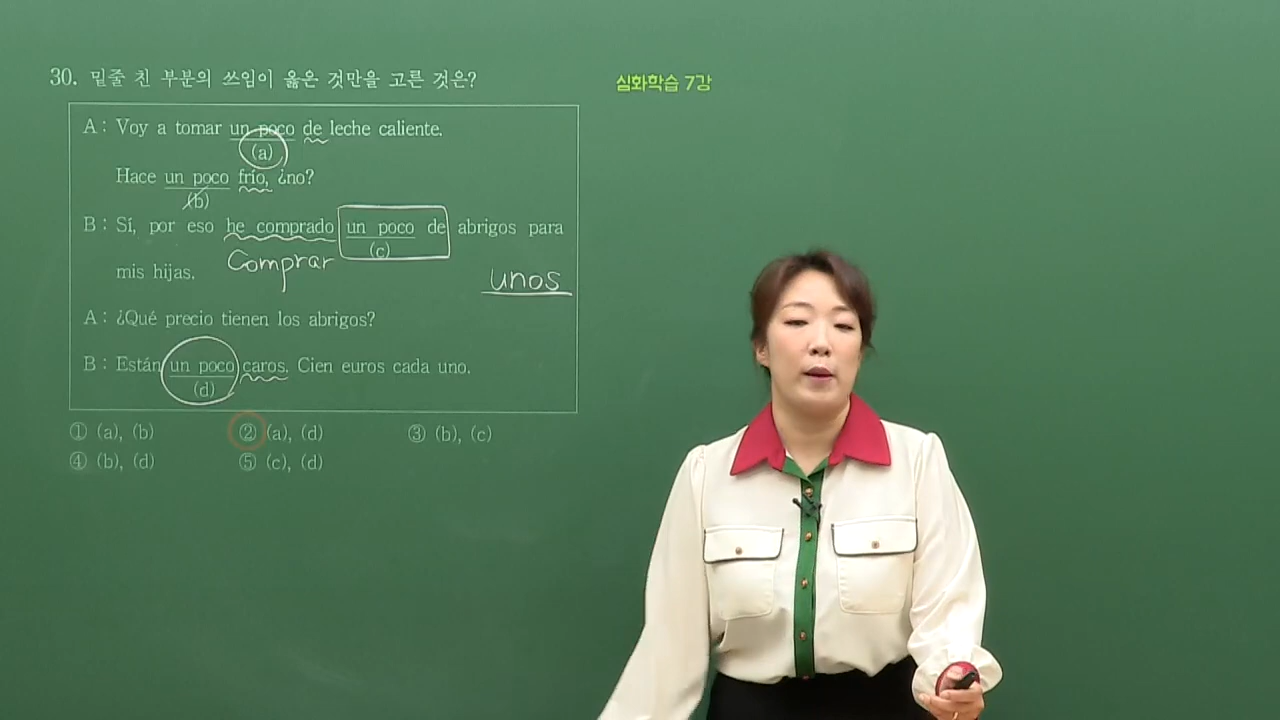 30. 밑줄 친 부분의 쓰임이 옳은 것만을 고른 것은?
심화학습 7강
A : Voy a tomar un poco de leche caliente.
(a)
Hace un poco frío, ¿no?
(b)
B : Sí, por eso he comprado un poco de abrigos para
(c)
comprar
mis hijas.
unos
A : ¿Qué precio tienen los abrigos?
B : Están un poco caros. Cien euros cada uno.
(d)
① (a), (b) ② (a), (d) ③ (b), (c)
④ (b), (d) ⑤ (c), (d)